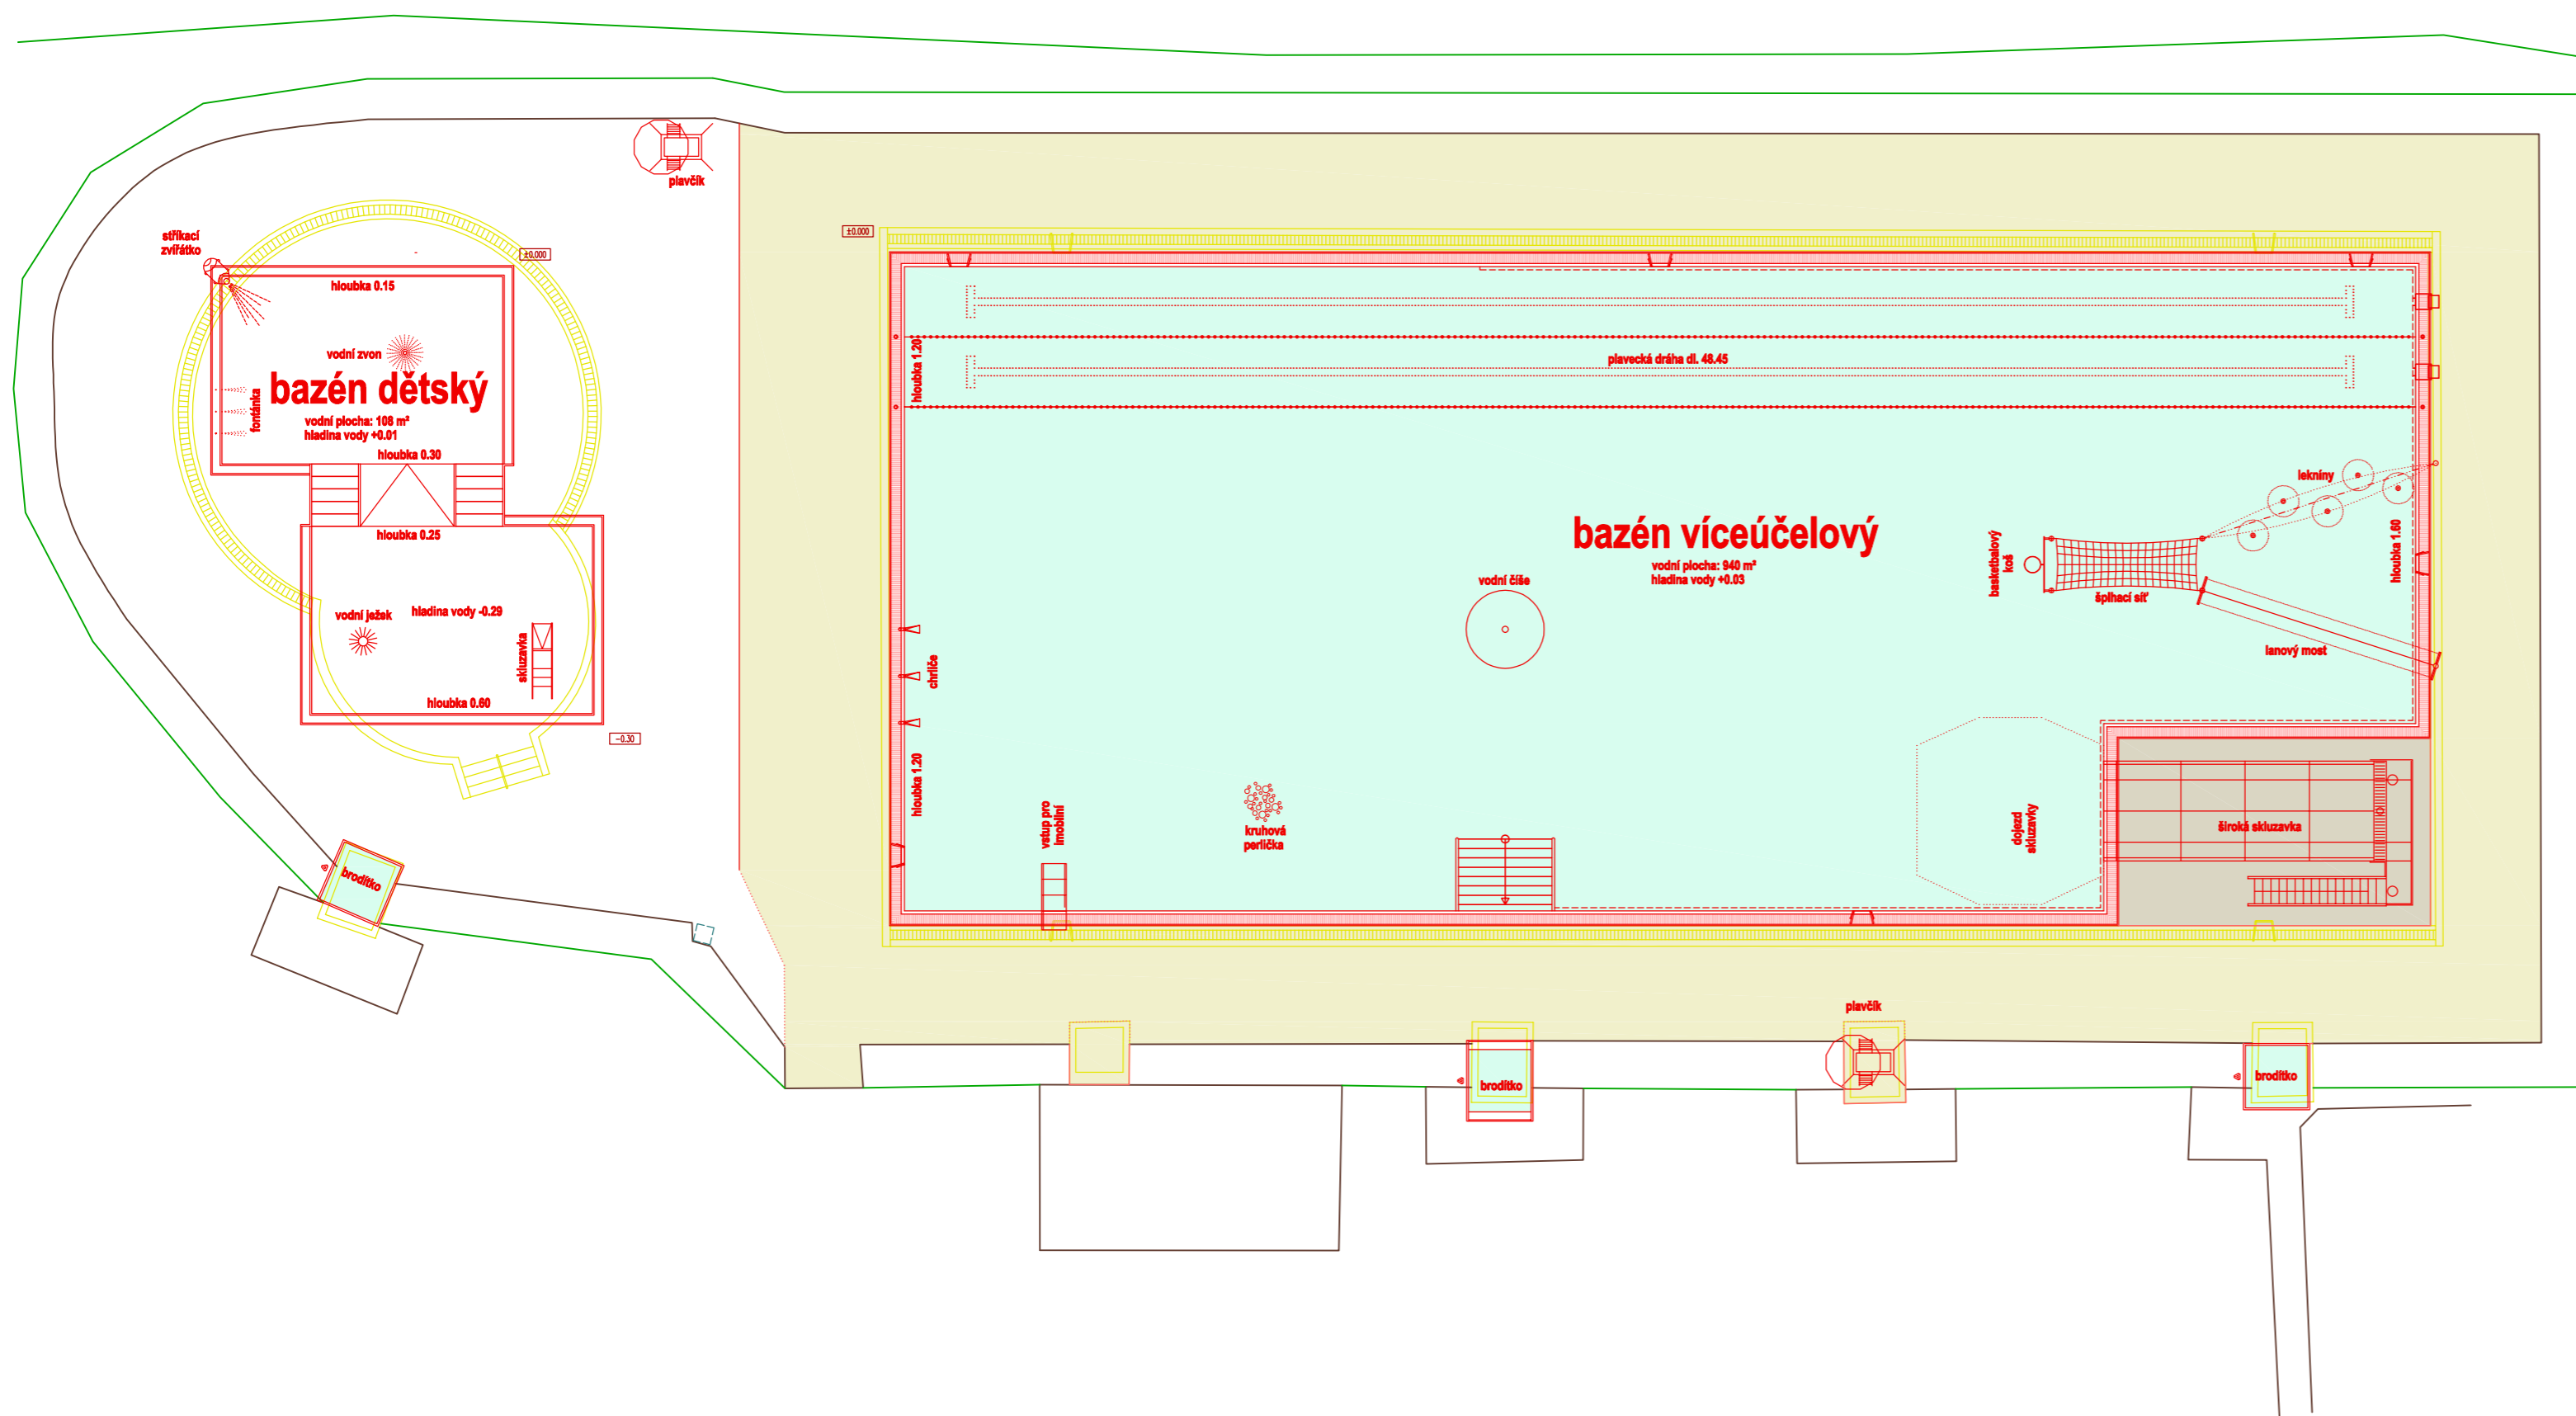 plavčík
stříkací
zvířátko
±0.000
hloubka 0.15
vodní zvon
bazén dětský
fontánka
vodní plocha: 108 m²
hladina vody +0.01
hloubka 0.30
hloubka 0.25
vodní ježek
hladina vody -0.29
skluzavka
hloubka 0.60
-0.30
brodítko
±0.000
hloubka 1.20
plavecká dráha dl. 48.45
lekníny
bazén víceúčelový
vodní plocha: 940 m²
hladina vody +0.03
vodní číše
basketbalový
koš
šplhací síť
hloubka 1.60
lanový most
chrliče
hloubka 1.20
vstup pro
imobilní
kruhová
perlička
dojezd
skluzavky
široká skluzavka
plavčík
brodítko
brodítko